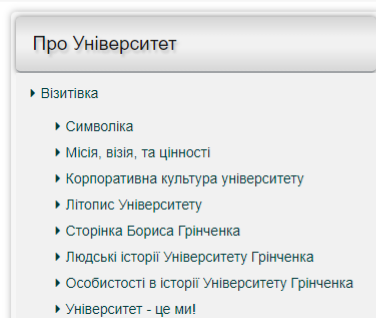 Про Університет
Візитівка
Символіка
Місія, візія, та цінності
Корпоративна культура університету
Літопис Університету
Сторінка Бориса Грінченка
Людські історії Університету Грінченка
Особистості в історії Університету Грінченка
Університет - це ми!